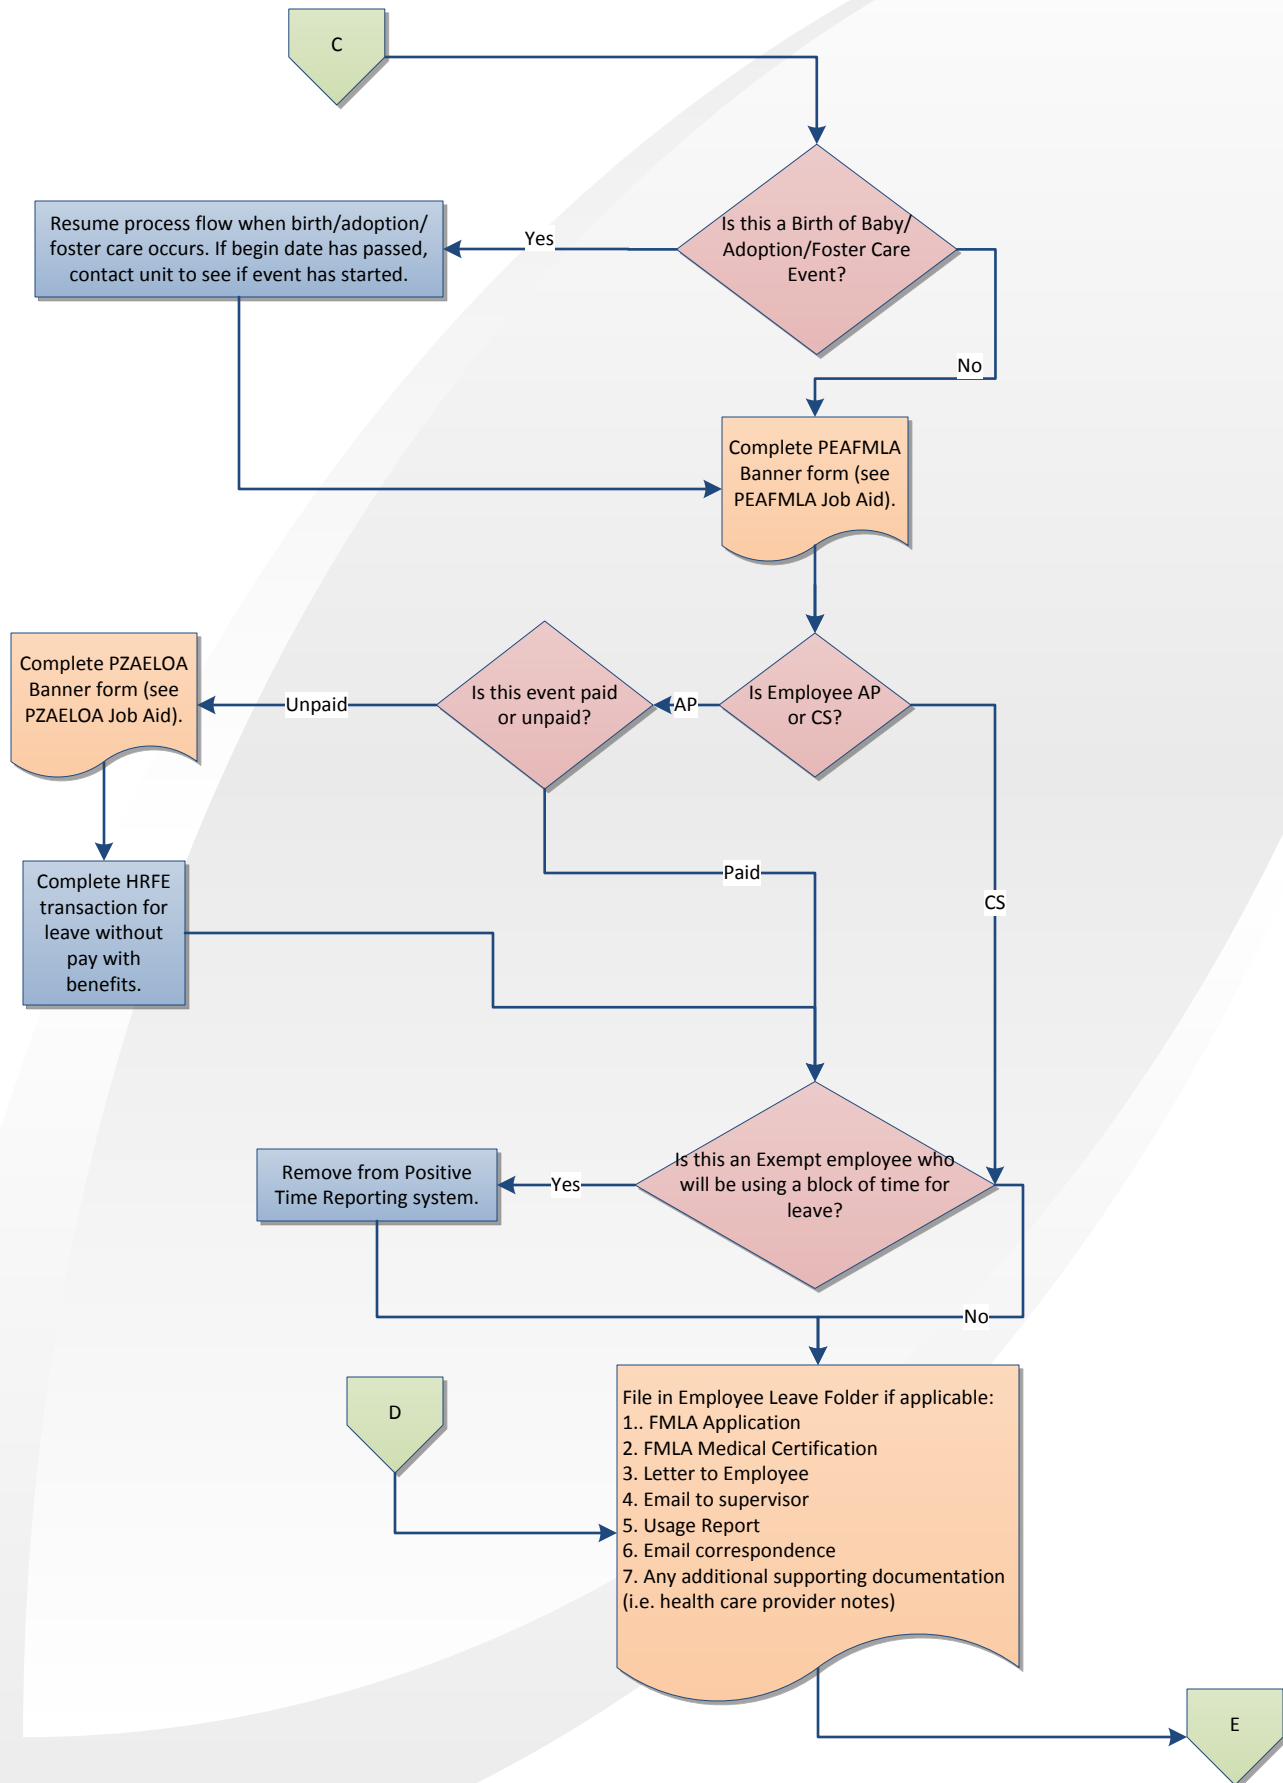 C
Is this a Birth of Baby/
Adoption/Foster Care
Event?
Yes
Resume process flow when birth/adoption/
foster care occurs. If begin date has passed,
contact unit to see if event has started.
No
Complete PEAFMLA
Banner form (see
PEAFMLA Job Aid).
Is Employee AP
or CS?
AP
Is this event paid
or unpaid?
Unpaid
Complete PZAELOA
Banner form (see
PZAELOA Job Aid).
Complete HRFE
transaction for
leave without
pay with
benefits.
Paid
CS
Is this an Exempt employee who
will be using a block of time for
leave?
Yes
Remove from Positive
Time Reporting system.
No
D
File in Employee Leave Folder if applicable:
1.. FMLA Application
2. FMLA Medical Certification
3. Letter to Employee
4. Email to supervisor
5. Usage Report
6. Email correspondence
7. Any additional supporting documentation
(i.e. health care provider notes)
E